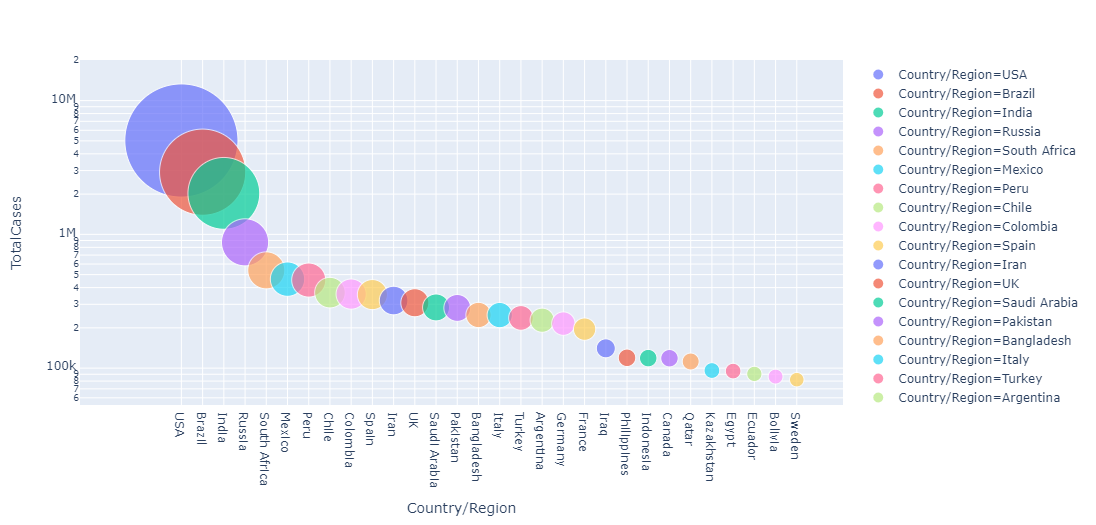 TotalCases
2
10M
9
8
7
6
5
4
3
2
1M
9
8
7
6
5
4
3
2
100k
9
8
7
6
USA
Brazil
India
Russia
South Africa
Mexico
Peru
Chile
Colombia
Spain
Iran
UK
Saudi Arabia
Pakistan
Bangladesh
Italy
Turkey
Argentina
Germany
France
Iraq
Philippines
Indonesia
Canada
Qatar
Kazakhstan
Egypt
Ecuador
Bolivia
Sweden
Country/Region
Country/Region=USA
Country/Region=Brazil
Country/Region=India
Country/Region=Russia
Country/Region=South Africa
Country/Region=Mexico
Country/Region=Peru
Country/Region=Chile
Country/Region=Colombia
Country/Region=Spain
Country/Region=Iran
Country/Region=UK
Country/Region=Saudi Arabia
Country/Region=Pakistan
Country/Region=Bangladesh
Country/Region=Italy
Country/Region=Turkey
Country/Region=Argentina